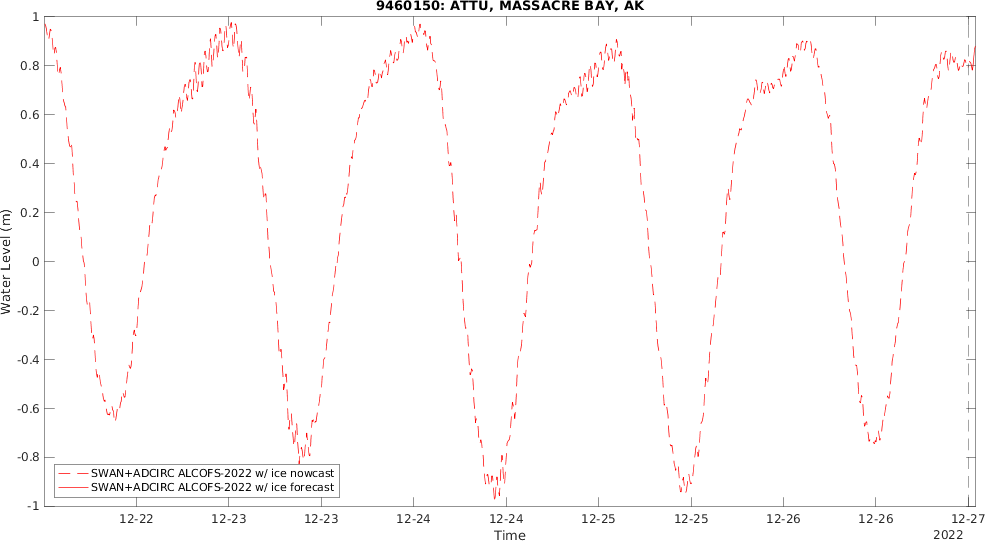 9460150: ATTU, MASSACRE BAY, AK
1
0.8
0.6
0.4
0.2
0
-0.2
-0.4
-0.6
-0.8
-1
Water Level (m)
SWAN+ADCIRC ALCOFS-2022 w/ ice nowcast
SWAN+ADCIRC ALCOFS-2022 w/ ice forecast
12-22 12-23 12-23 12-24 12-24 12-25 12-25 12-26 12-26 12-27
Time
2022